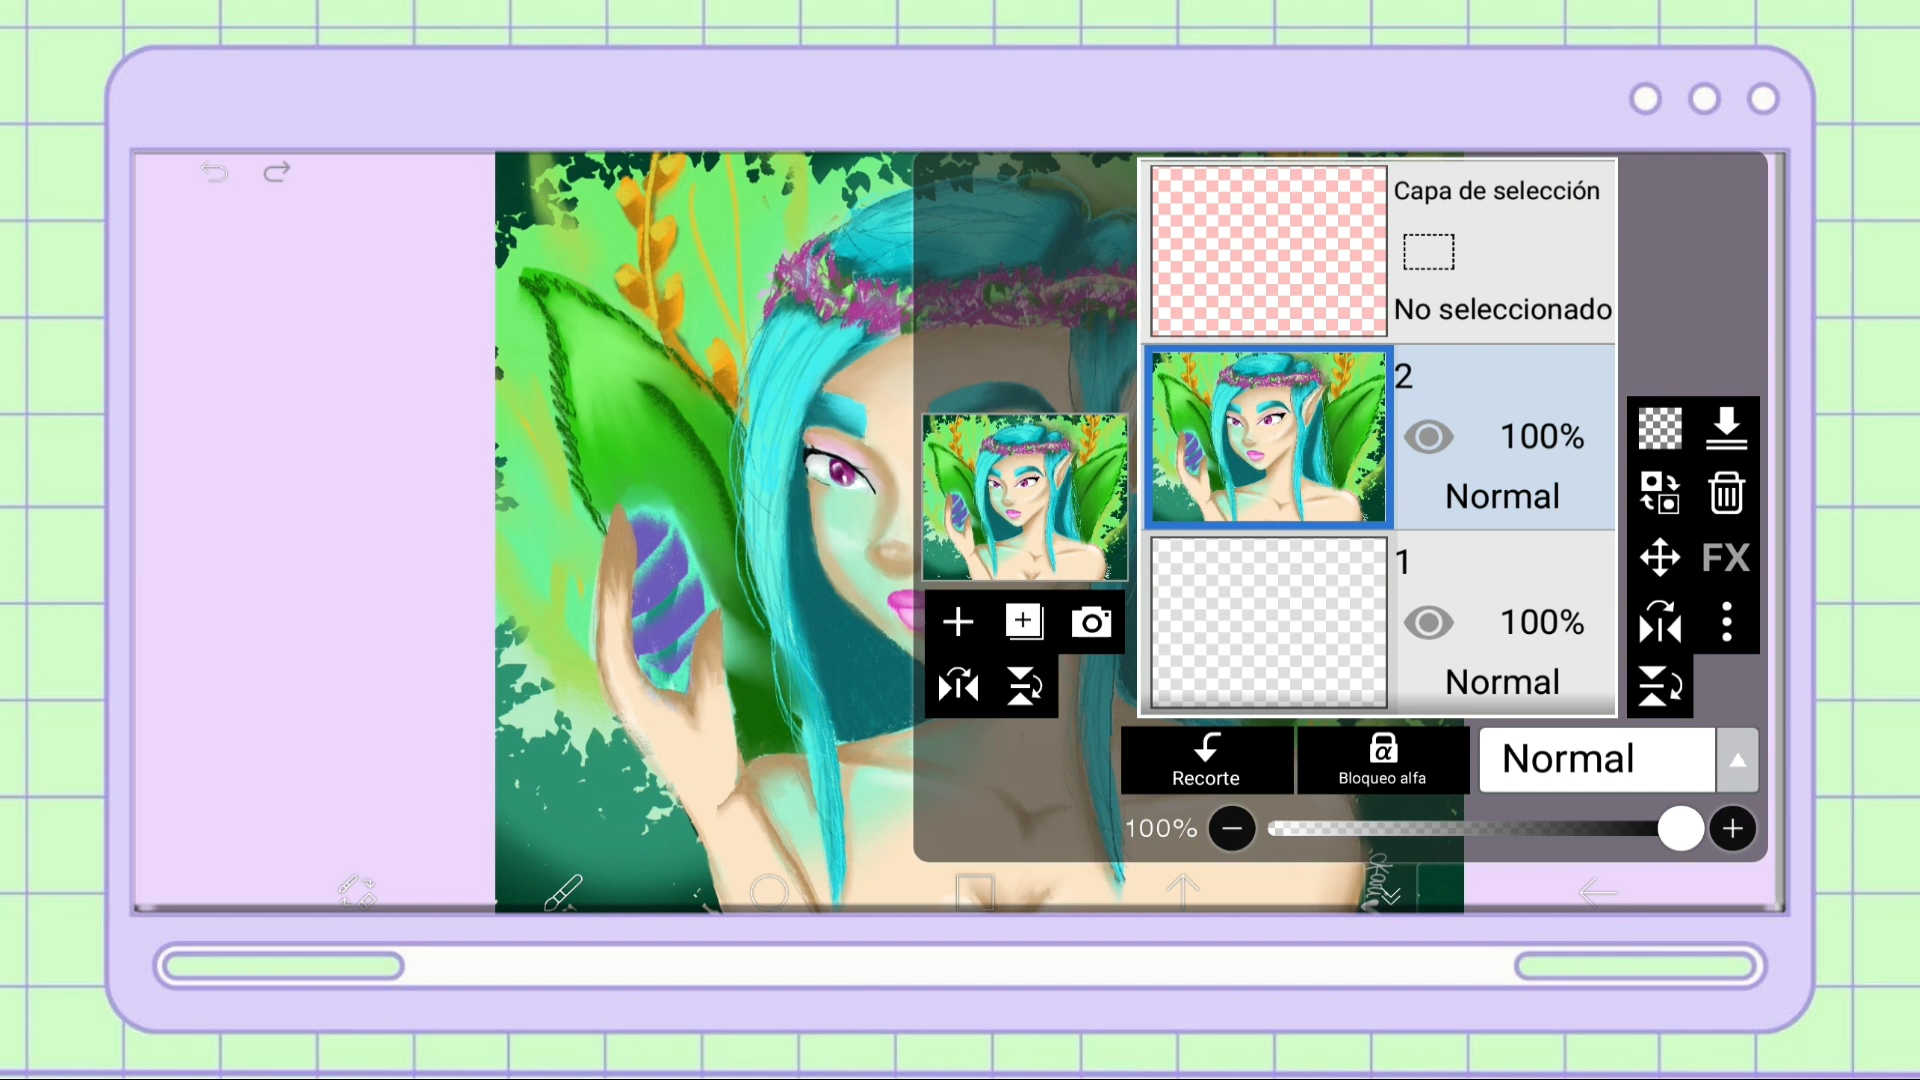 Capa de selección
No seleccionado
2
100%
Normal
1
100%
Normal
FX
Recorte
Bloqueo alfa
α
Normal
100%